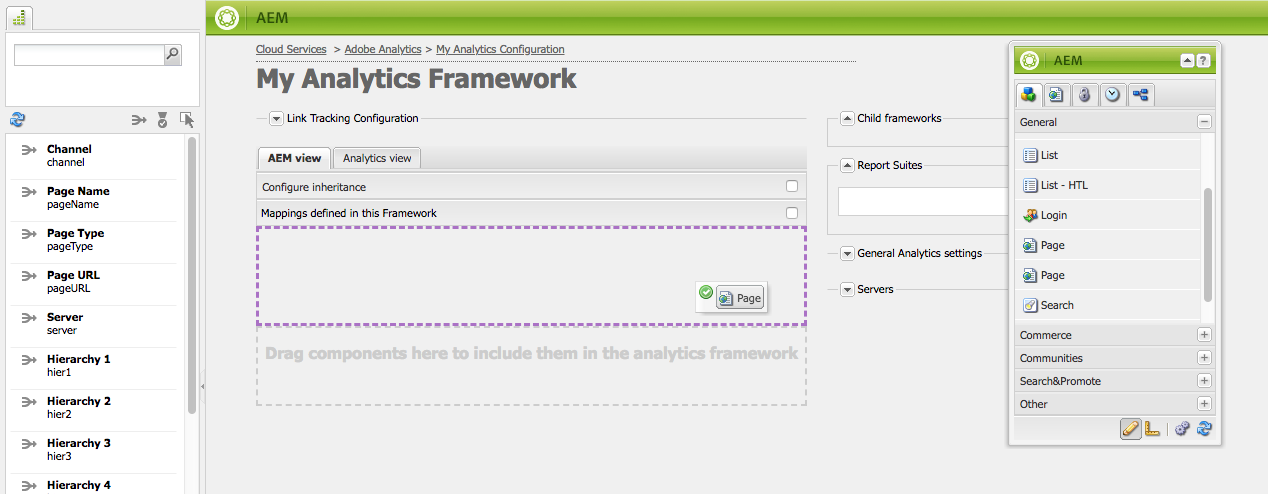 AEM
Cloud Services > Adobe Analytics > My Analytics Configuration
My Analytics Framework
Link Tracking Configuration
AEM view
Analytics view
Configure inheritance
Mappings defined in this Framework
Page
Drag components here to include them in the analytics framework
Channel
channel
Page Name
pageName
Page Type
pageType
Page URL
pageURL
Server
server
Hierarchy 1
hier1
Hierarchy 2
hier2
Hierarchy 3
hier3
Hierarchy 4
Child frameworks
Report Suites
General Analytics settings
Servers
AEM
?
General
List
List - HTL
Login
Page
Page
Search
Commerce
Communities
Search&Promote
Other